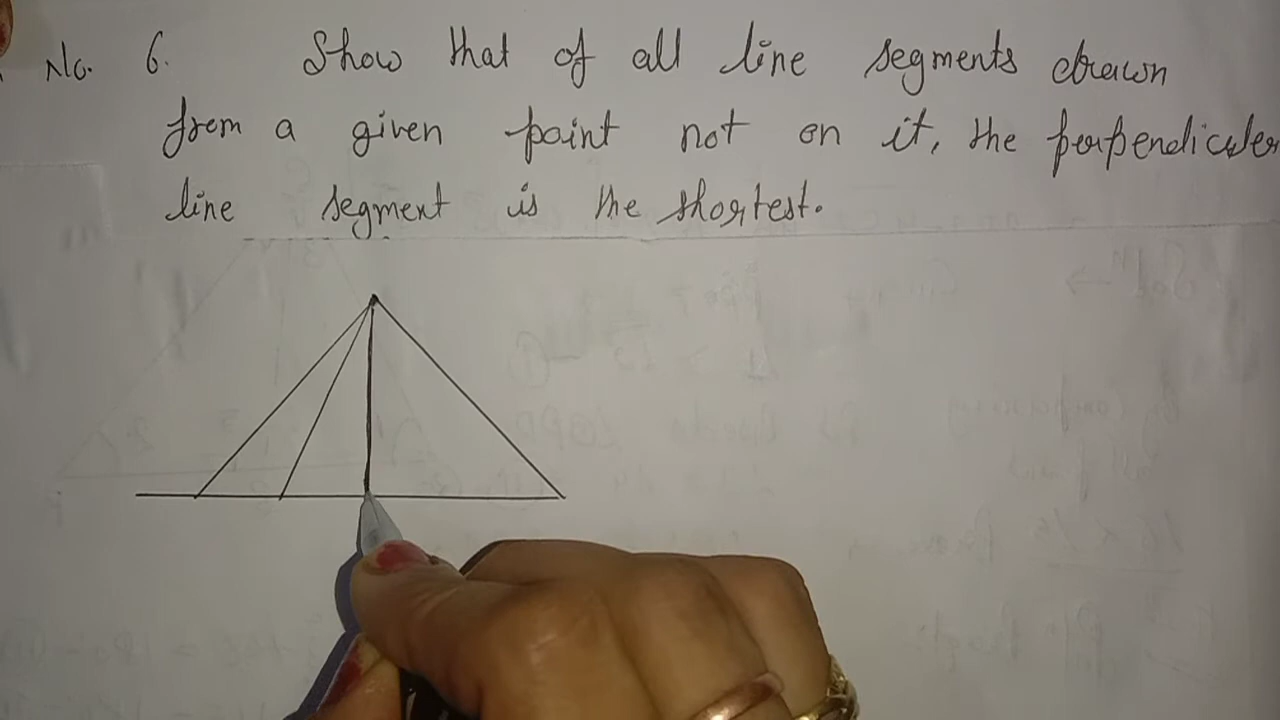 No. 6. Show that of all line segments drawn
from a given point not on it, the perpendicular
line segment is the shortest.